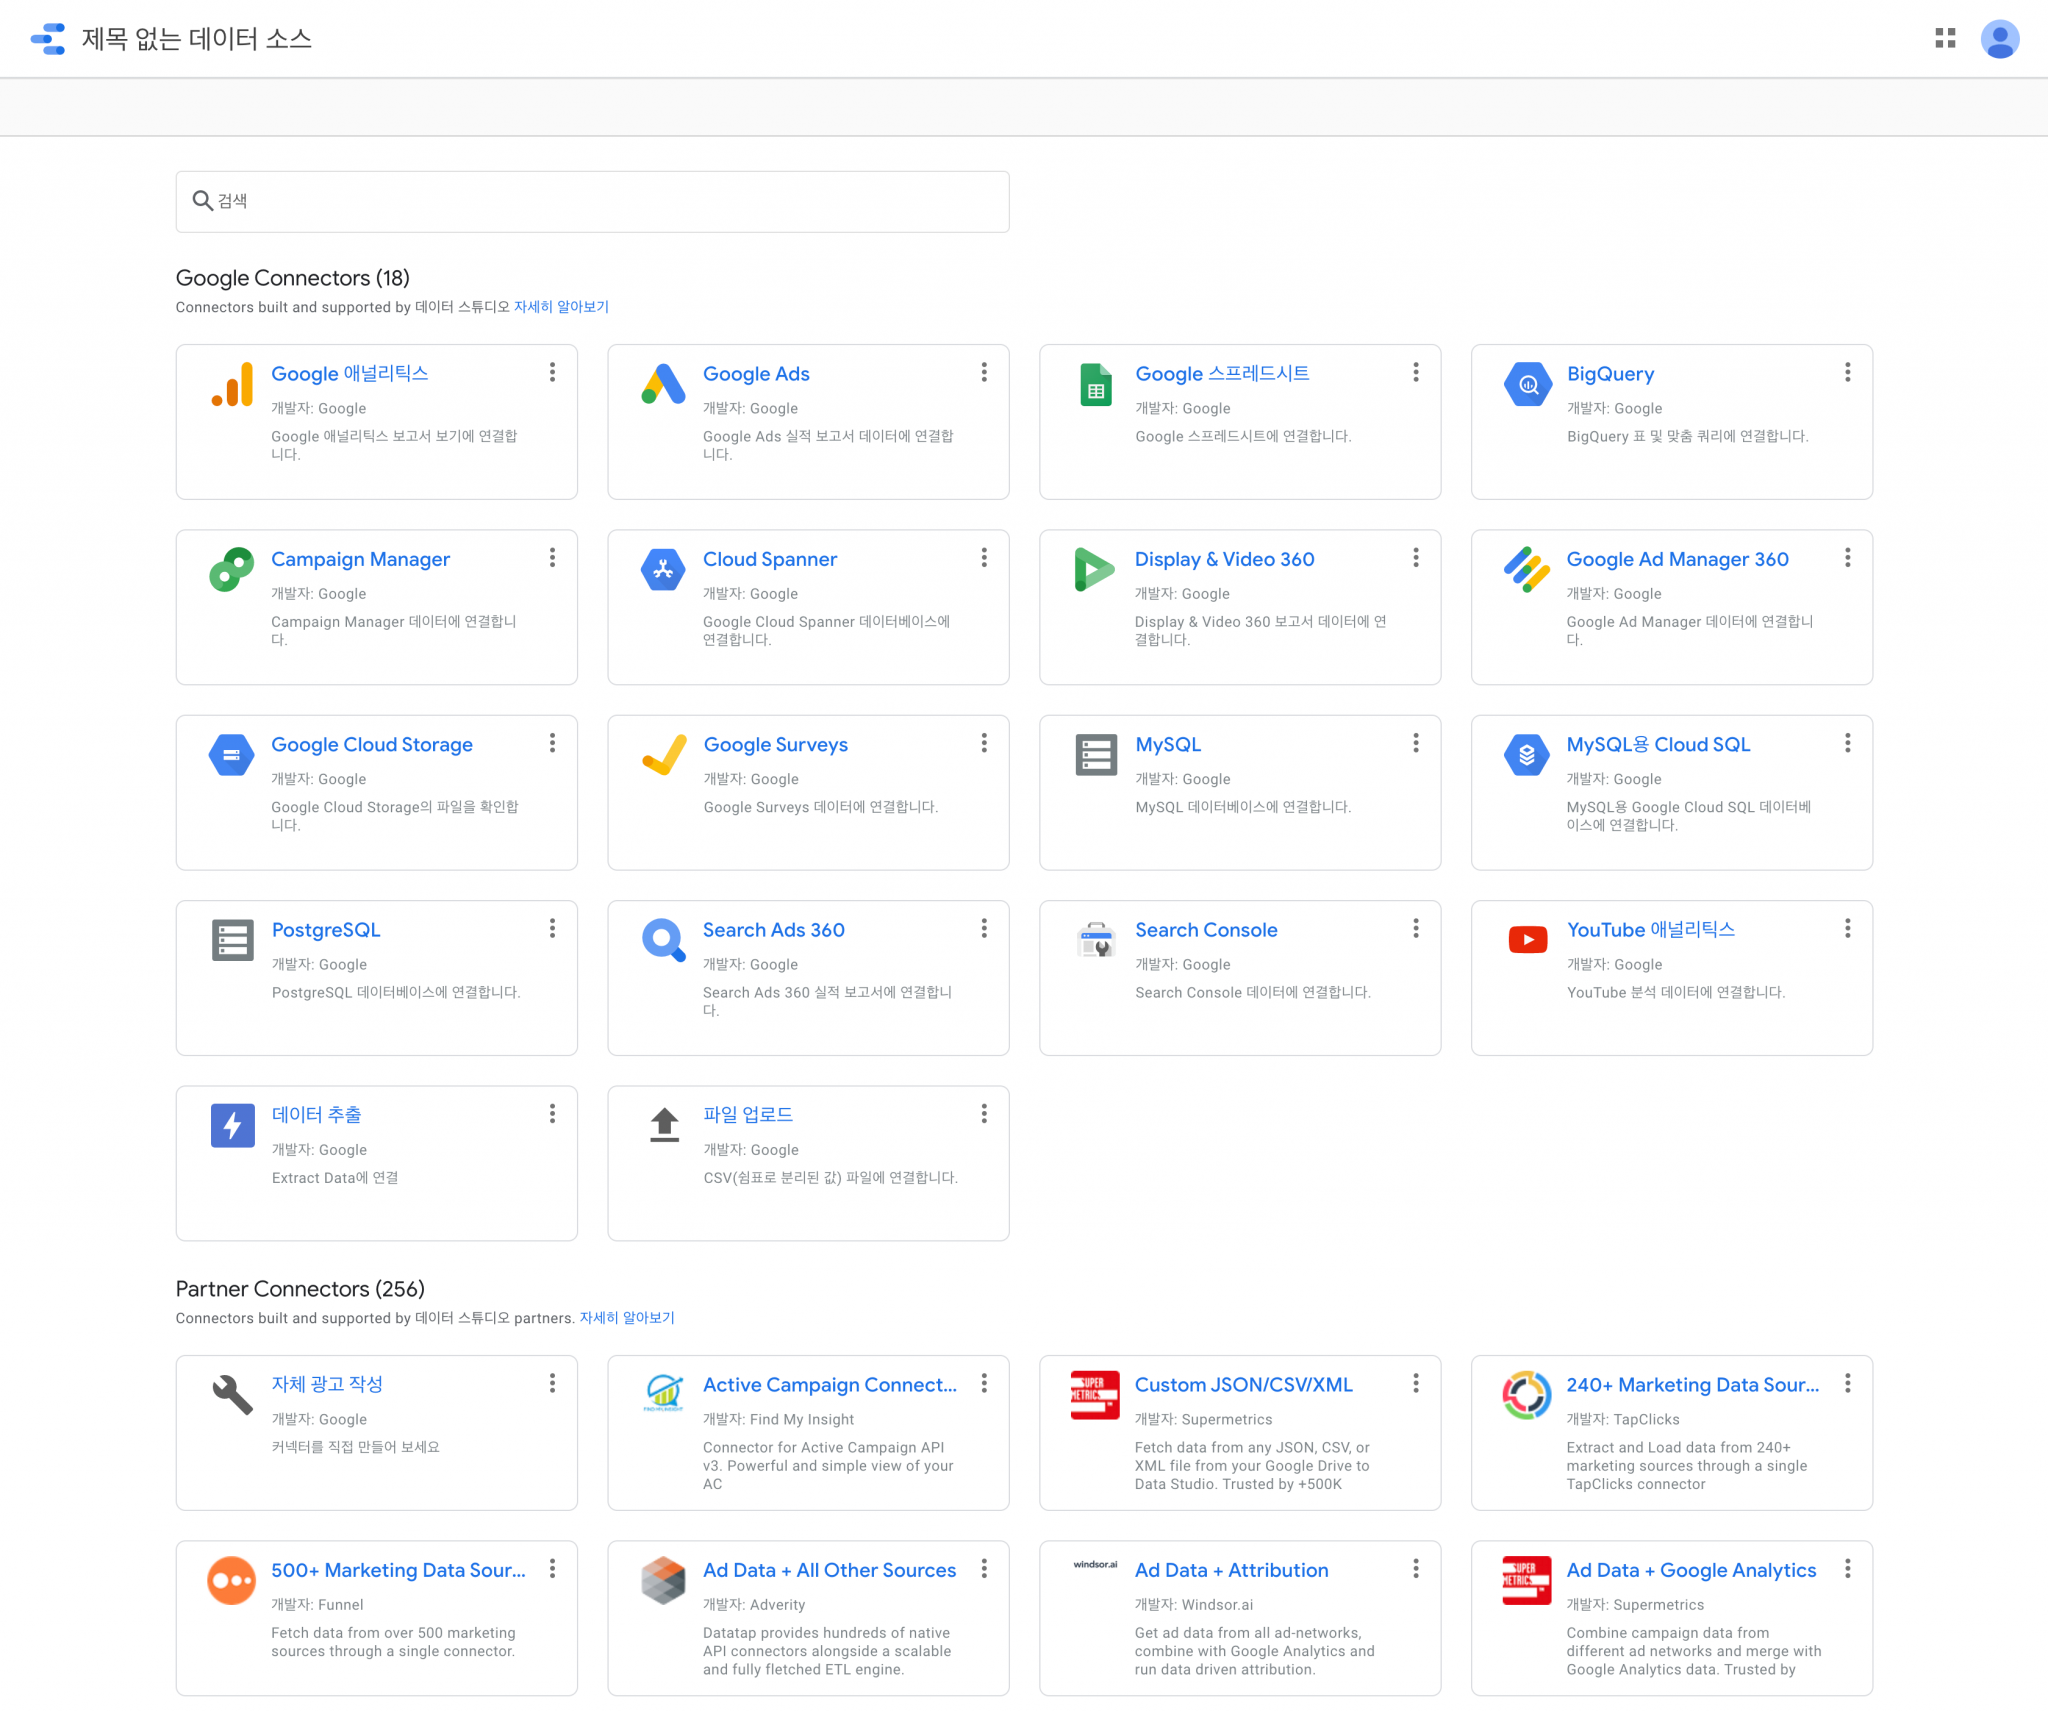 제목 없는 데이터 소스
검색
Google Connectors (18)
Connectors built and supported by 데이터 스튜디오 자세히 알아보기
Google 애널리틱스
개발자: Google
Google 애널리틱스 보고서 보기에 연결합
니다.
Google Ads
개발자: Google
Google Ads 실적 보고서 데이터에 연결합
니다.
Google 스프레드시트
개발자: Google
Google 스프레드시트에 연결합니다.
BigQuery
개발자: Google
BigQuery 표 및 맞춤 쿼리에 연결합니다.
Campaign Manager
개발자: Google
Campaign Manager 데이터에 연결합니
다.
Cloud Spanner
개발자: Google
Google Cloud Spanner 데이터베이스에
연결합니다.
Display & Video 360
개발자: Google
Display & Video 360 보고서 데이터에 연
결합니다.
Google Ad Manager 360
개발자: Google
Google Ad Manager 데이터에 연결합니
다.
Google Cloud Storage
개발자: Google
Google Cloud Storage의 파일을 확인합
니다.
Google Surveys
개발자: Google
Google Surveys 데이터에 연결합니다.
MySQL
개발자: Google
MySQL 데이터베이스에 연결합니다.
MySQL용 Cloud SQL
개발자: Google
MySQL용 Google Cloud SQL 데이터베
이스에 연결합니다.
PostgreSQL
개발자: Google
PostgreSQL 데이터베이스에 연결합니다.
Search Ads 360
개발자: Google
Search Ads 360 실적 보고서에 연결합니
다.
Search Console
개발자: Google
Search Console 데이터에 연결합니다.
YouTube 애널리틱스
개발자: Google
YouTube 분석 데이터에 연결합니다.
데이터 추출
개발자: Google
Extract Data에 연결
파일 업로드
개발자: Google
CSV(쉼표로 분리된 값) 파일에 연결합니다.
Partner Connectors (256)
Connectors built and supported by 데이터 스튜디오 partners. 자세히 알아보기
자체 광고 작성
개발자: Google
커넥터를 직접 만들어 보세요
FIND MY INSIGHT
Active Campaign Connect...
개발자: Find My Insight
Connector for Active Campaign API
v3. Powerful and simple view of your
AC
SUPER
METRICS
Custom JSON/CSV/XML
개발자: Supermetrics
Fetch data from any JSON, CSV, or
XML file from your Google Drive to
Data Studio. Trusted by +500K
240+ Marketing Data Sour...
개발자: TapClicks
Extract and Load data from 240+
marketing sources through a single
TapClicks connector
500+ Marketing Data Sour...
개발자: Funnel
Fetch data from over 500 marketing
sources through a single connector.
Ad Data + All Other Sources
개발자: Adverity
Datatap provides hundreds of native
API connectors alongside a scalable
and fully fletched ETL engine.
windsor.ai
Ad Data + Attribution
개발자: Windsor.ai
Get ad data from all ad-networks,
combine with Google Analytics and
run data driven attribution.
SUPER
METRICS
Ad Data + Google Analytics
개발자: Supermetrics
Combine campaign data from
different ad networks and merge with
Google Analytics data. Trusted by